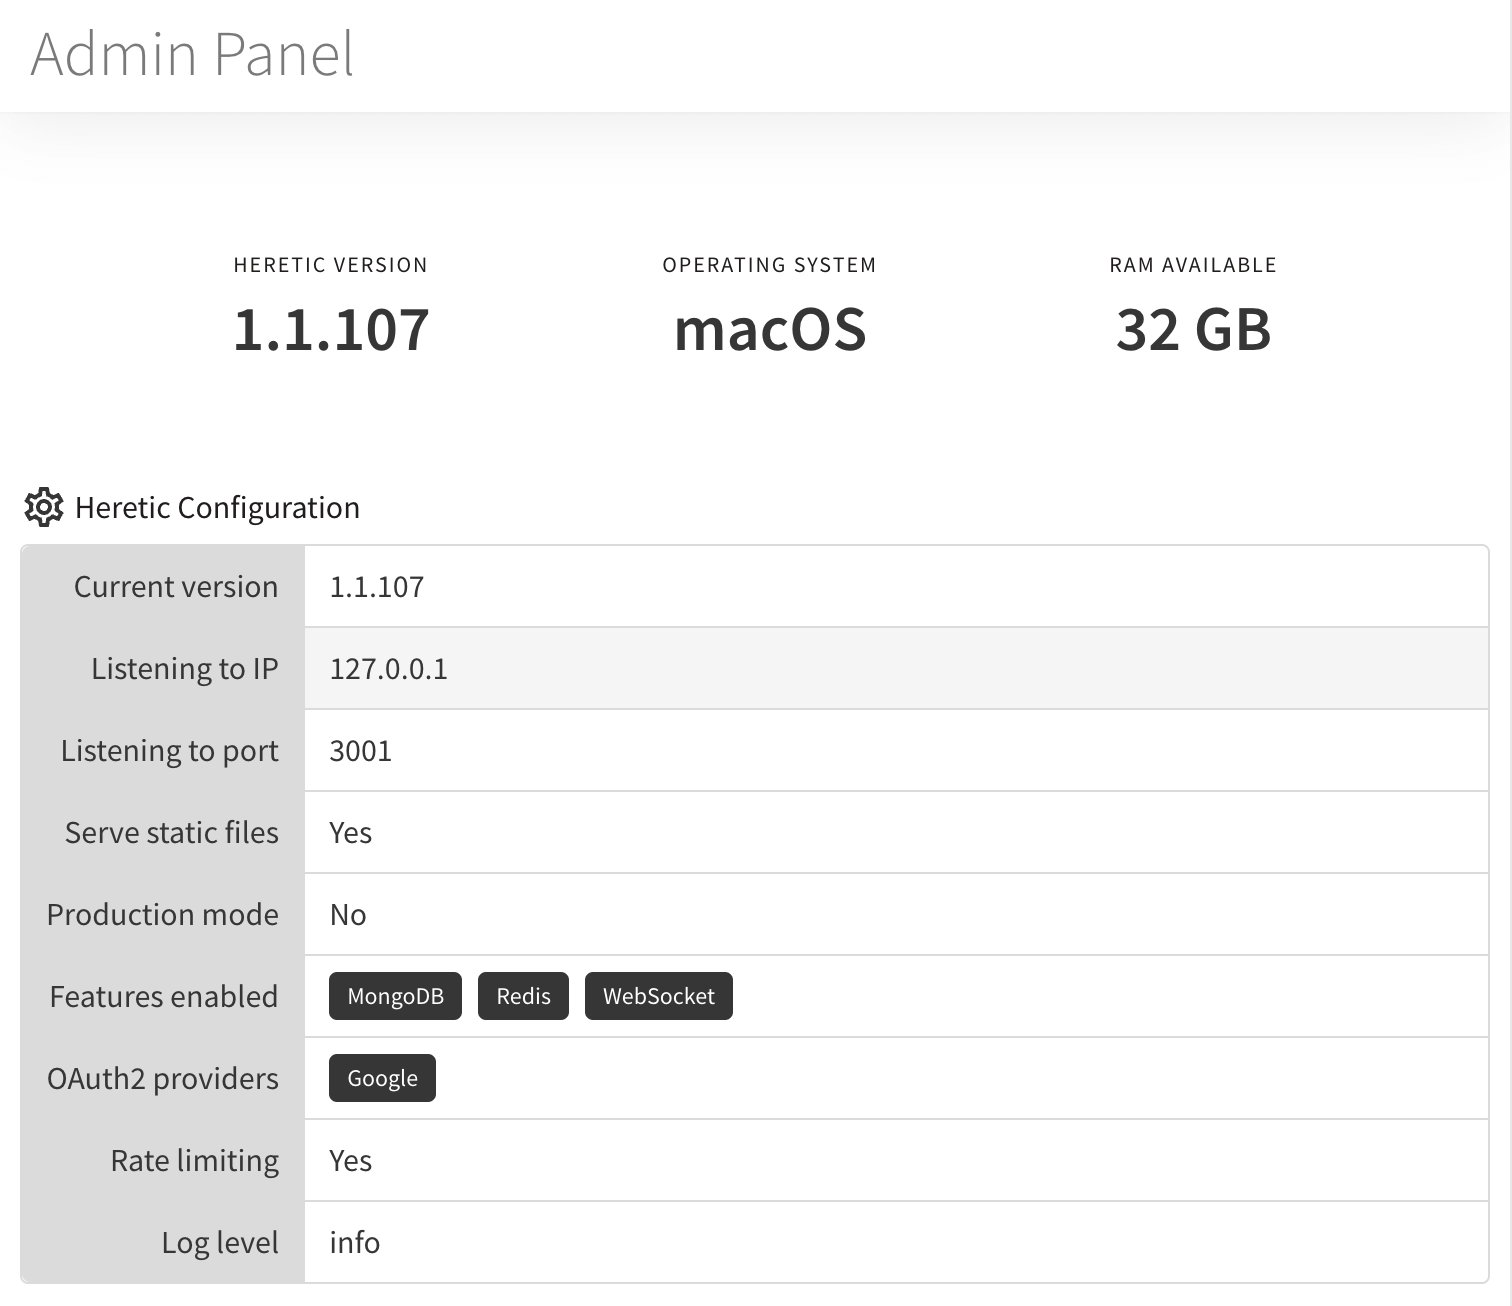 Admin Panel
HERETIC VERSION
1.1.107
OPERATING SYSTEM
macOS
RAM AVAILABLE
32 GB
Heretic Configuration
Current version 1.1.107
Listening to IP 127.0.0.1
Listening to port 3001
Serve static files Yes
Production mode No
Features enabled MongoDB Redis WebSocket
OAuth2 providers Google
Rate limiting Yes
Log level info